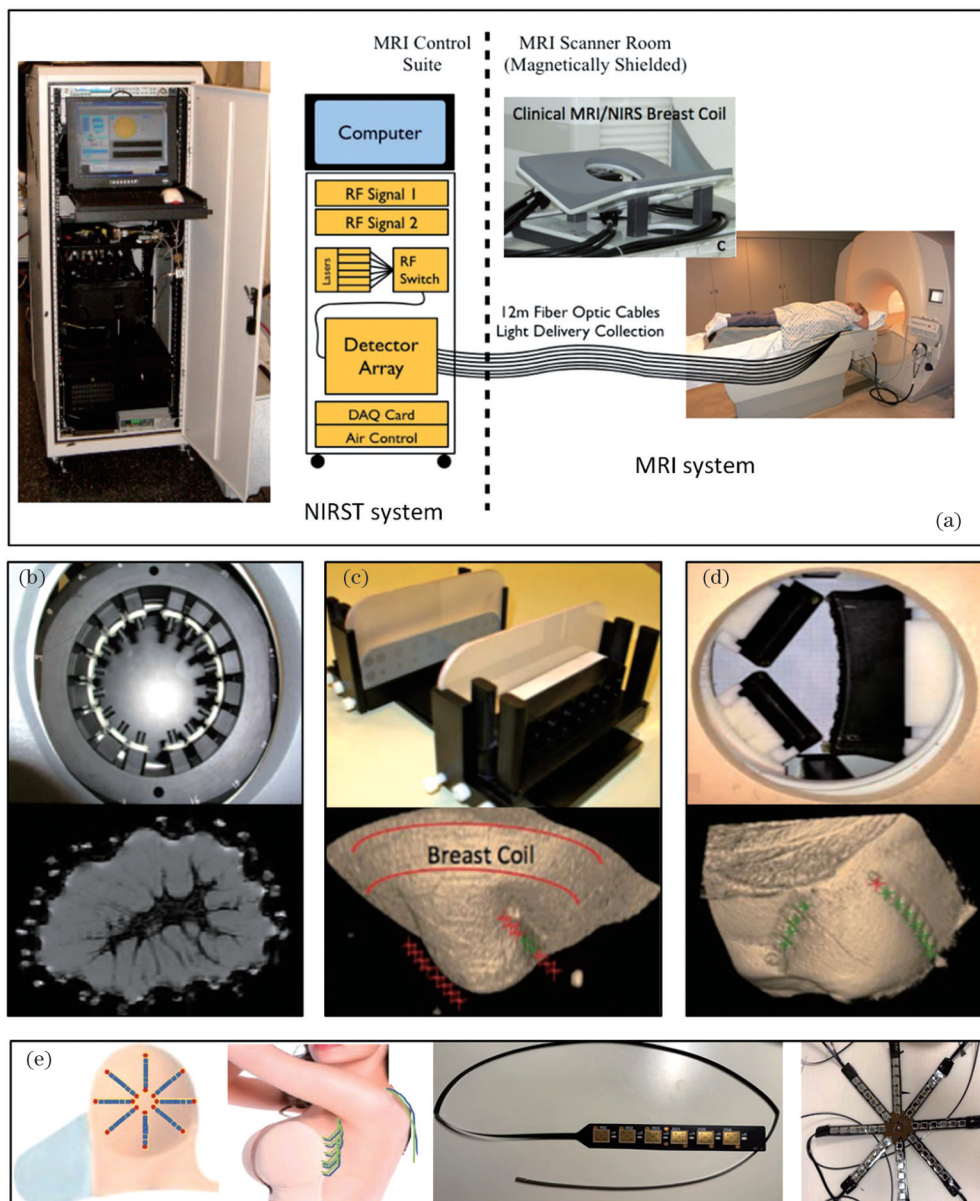 MRI Control
Suite
MRI Scanner Room
(Magnetically Shielded)
Computer
RF Signal 1
RF Signal 2
Lasers
RF
Switch
Detector
Array
DAQ Card
Air Control
NIRST system
Clinical MRI/NIRS Breast Coil
C
12m Fiber Optic Cables
Light Delivery Collection
MRI system
(a)
(b)
(c)
(d)
Breast Coil
(e)